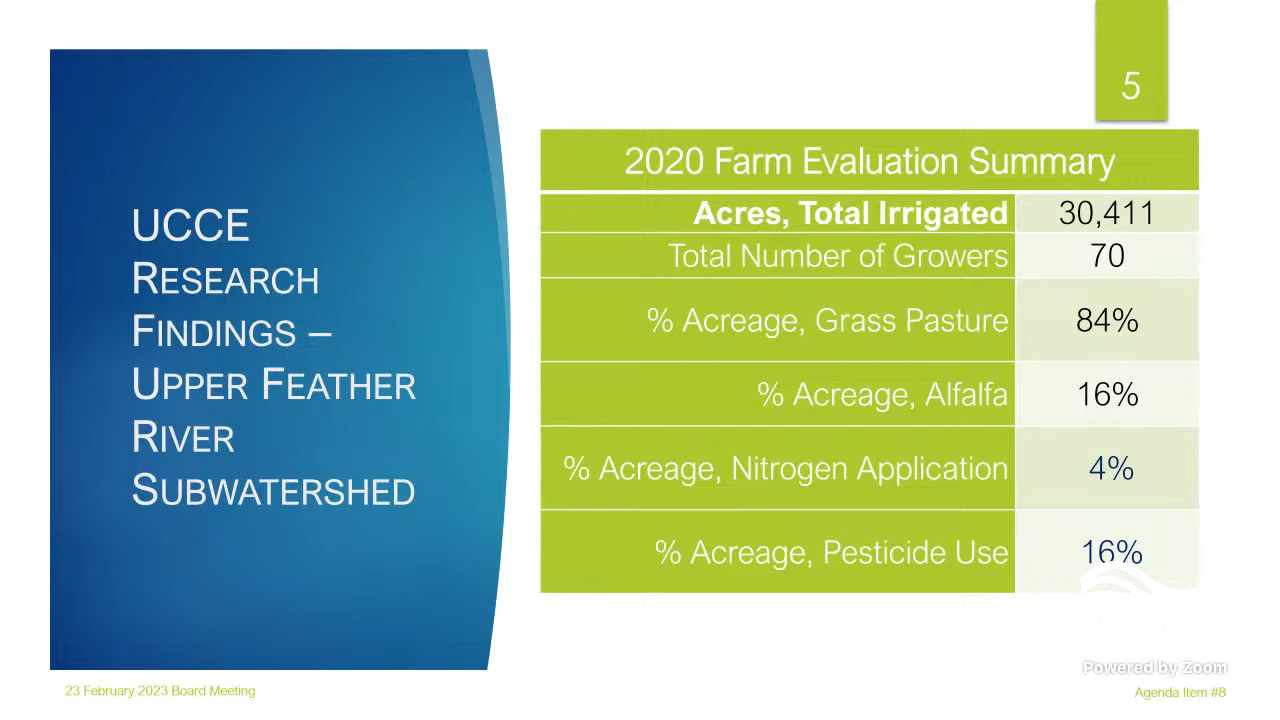 5
UCCE
RESEARCH
FINDINGS –
UPPER FEATHER
RIVER
SUBWATERSHED
2020 Farm Evaluation Summary
Acres, Total Irrigated 30,411
Total Number of Growers 70
% Acreage, Grass Pasture 84%
% Acreage, Alfalfa 16%
% Acreage, Nitrogen Application 4%
% Acreage, Pesticide Use 16%
Powered by Zoom
23 February 2023 Board Meeting
Agenda Item #8